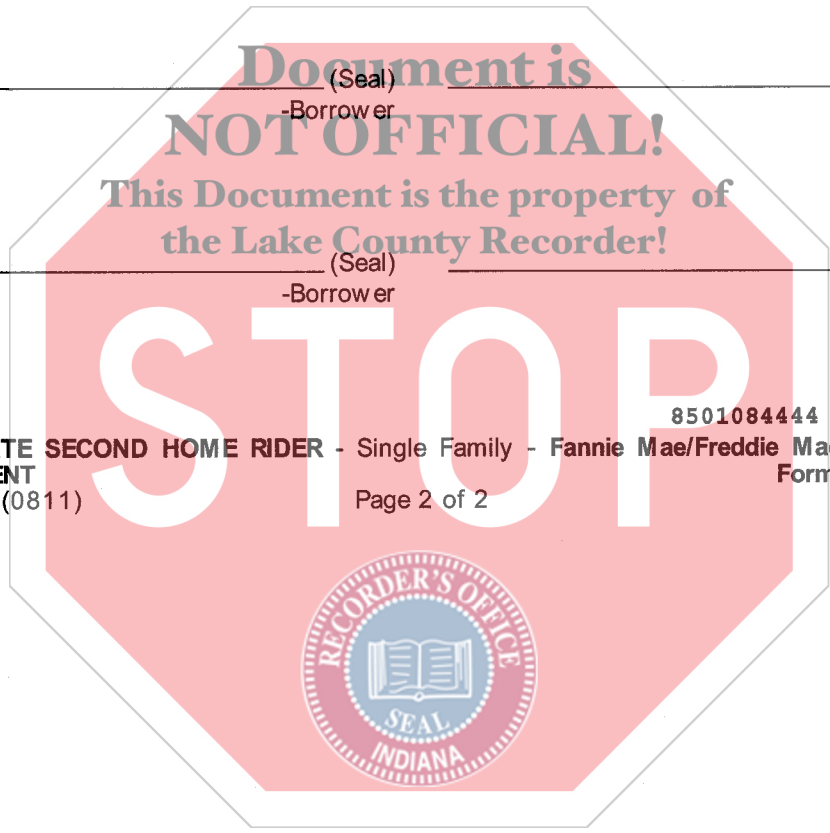 Document is
(Seal)
-Borrower
NOT OFFICIAL!
This Document is the property of
the Lake County Recorder!
(Seal)
-Borrower
STOP
8501084444
TE SECOND HOME RIDER - Single Family - Fannie Mae/Freddie Ma
ENT Form
(0811) Page 2 of 2
RECORDER'S OFFICE
SEAL
INDIANA